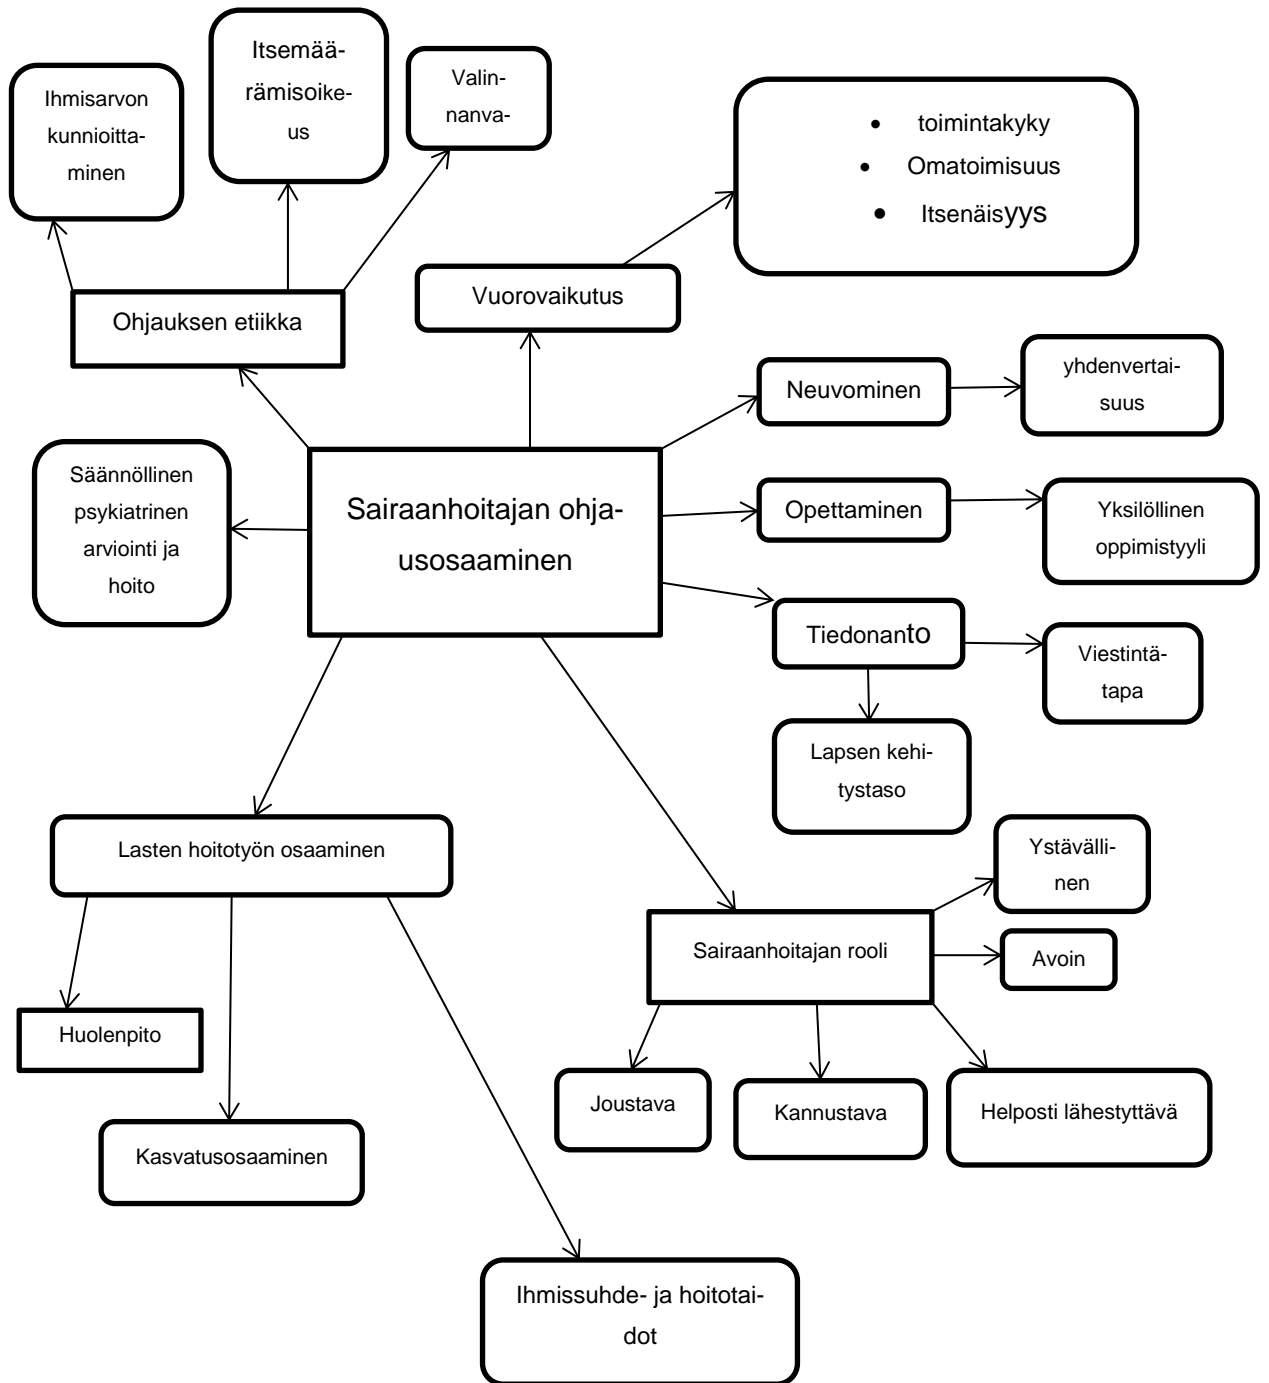 Itsemää-
rämisoike-
us
Ihmisarvon
kunnioitta-
minen
Valin-
nanva-
• toimintakyky
• Omatoimisuus
• Itsenäisyys
Ohjauksen etiikka
Vuorovaikutus
Neuvominen
yhdenvertai-
suus
Säännöllinen
psykiatrinen
arviointi ja
hoito
Sairaanhoitajan ohja-
usosaaminen
Opettaminen
Yksilöllinen
oppimistyyli
Tiedonanto
Viestintä-
tapa
Lapsen kehi-
tystaso
Lasten hoitotyön osaaminen
Ystävälli-
nen
Sairaanhoitajan rooli
Avoin
Huolenpito
Joustava
Kannustava
Helposti lähestyttävä
Kasvatusosaaminen
Ihmissuhde- ja hoitotai-
dot